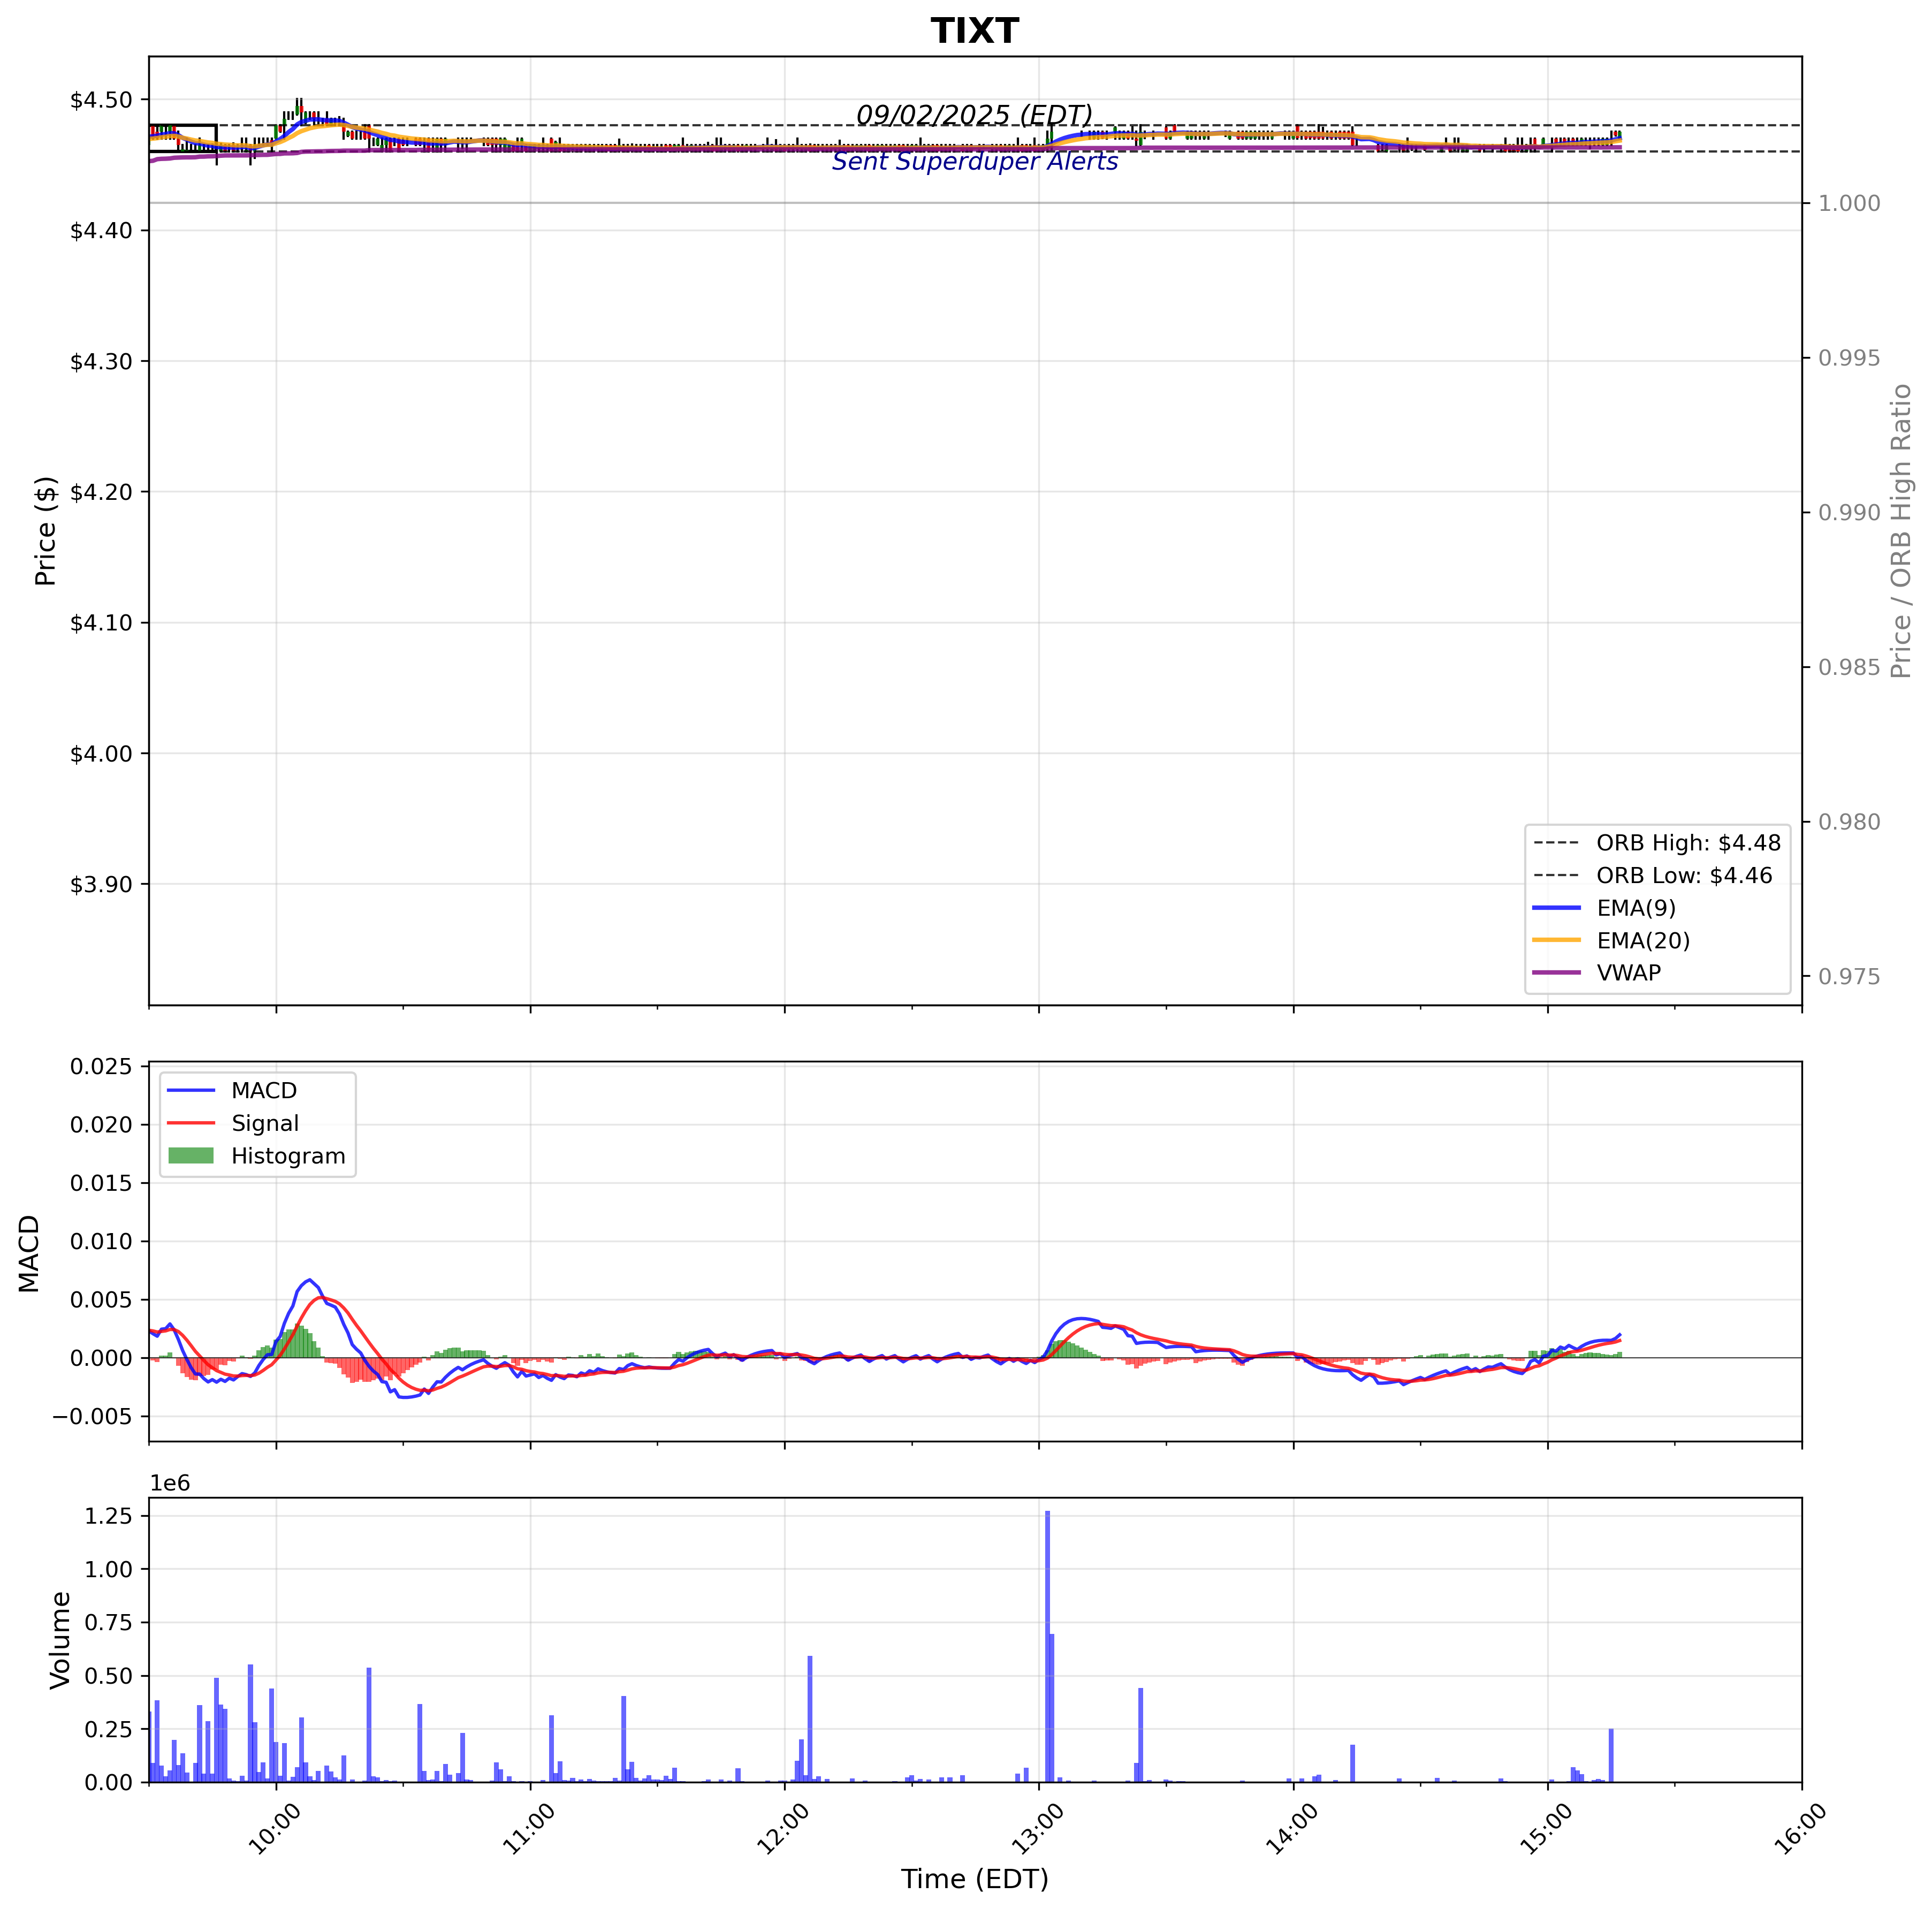 TIXT
09/02/2025 (EDT)
Sent Superduper Alerts
$4.50
$4.40
$4.30
$4.20
$4.10
$4.00
$3.90
Price ($)
1.000
0.995
0.990
0.985
0.980
0.975
Price / ORB High Ratio
ORB High: $4.48
ORB Low: $4.46
EMA(9)
EMA(20)
VWAP
0.025
0.020
0.015
0.010
0.005
0.000
−0.005
MACD
MACD
Signal
Histogram
1e6
1.25
1.00
0.75
0.50
0.25
0.00
Volume
10:00
11:00
12:00
13:00
14:00
15:00
16:00
Time (EDT)